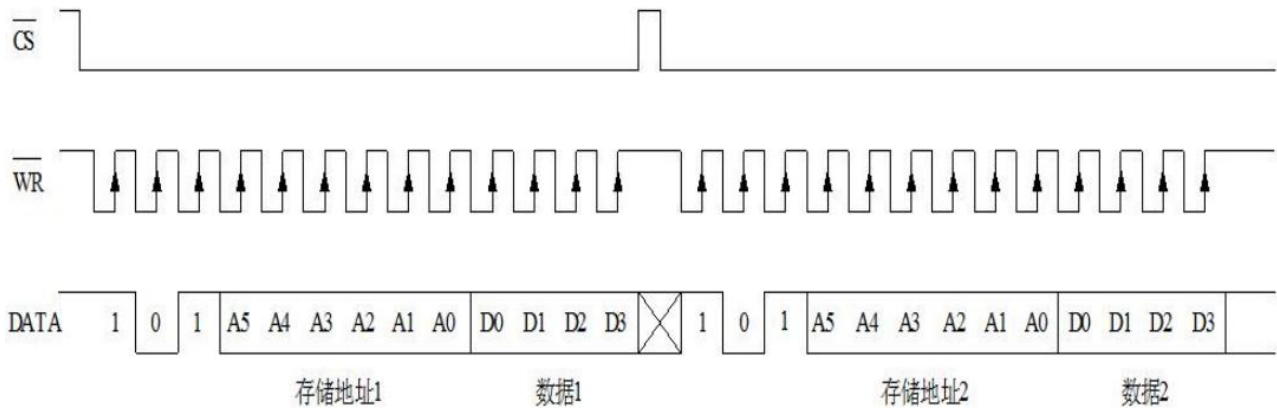 CS
WR
DATA 1 0 1 A5 A4 A3 A2 A1 A0 D0 D1 D2 D3 1 0 1 A5 A4 A3 A2 A1 A0 D0 D1 D2 D3
存储地址1 数据1 存储地址2 数据2